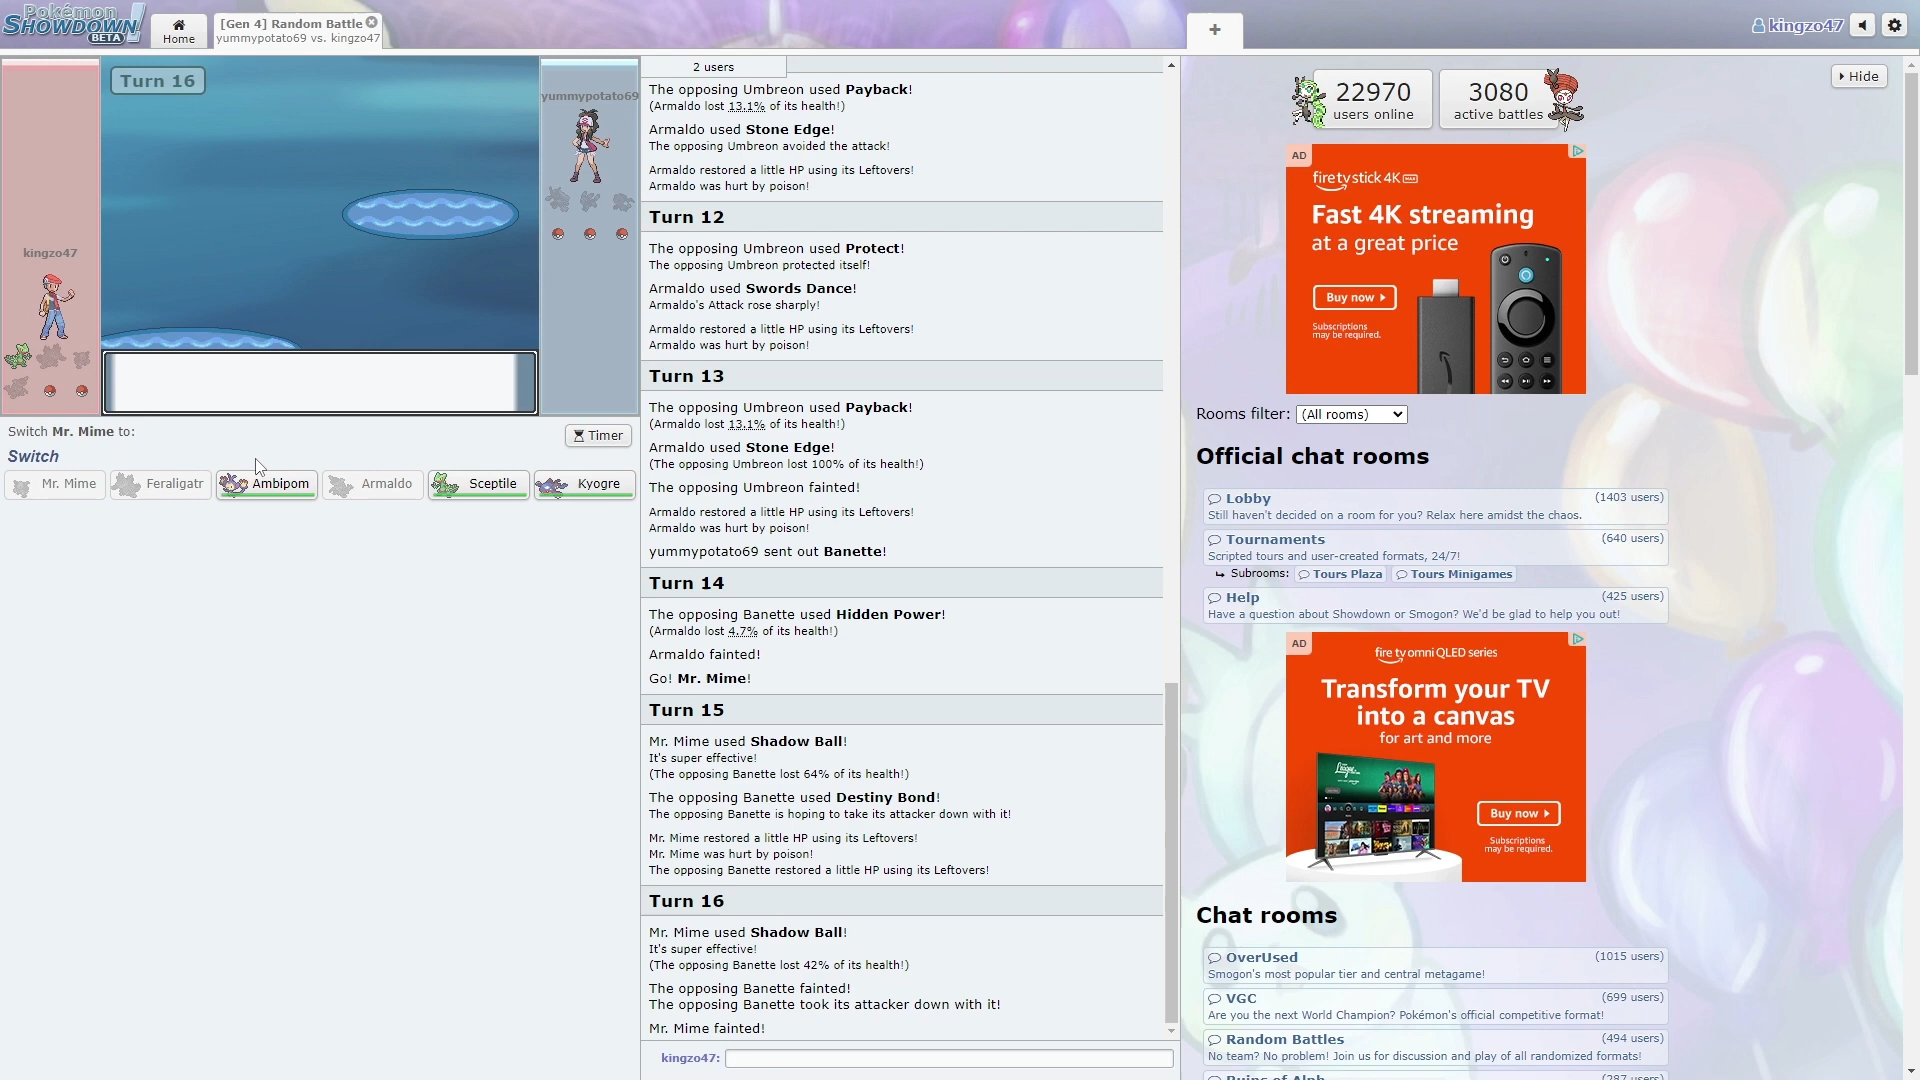 Pokémon
SHOWDOWN!
BETA
Home
[Gen 4] Random Battle
yummypotato69 vs. kingzo47
+
kingzo47
Turn 16
yummypotato69
kingzo47
Switch Mr. Mime to:
Timer
Switch
Mr. Mime
Feraligatr
Ambipom
Armaldo
Sceptile
Kyogre
2 users
The opposing Umbreon used Payback!
(Armaldo lost 13.1% of its health!)
Armaldo used Stone Edge!
The opposing Umbreon avoided the attack!
Armaldo restored a little HP using its Leftovers!
Armaldo was hurt by poison!
Turn 12
The opposing Umbreon used Protect!
The opposing Umbreon protected itself!
Armaldo used Swords Dance!
Armaldo's Attack rose sharply!
Armaldo restored a little HP using its Leftovers!
Armaldo was hurt by poison!
Turn 13
The opposing Umbreon used Payback!
(Armaldo lost 13.1% of its health!)
Armaldo used Stone Edge!
(The opposing Umbreon lost 100% of its health!)
The opposing Umbreon fainted!
Armaldo restored a little HP using its Leftovers!
Armaldo was hurt by poison!
yummypotato69 sent out Banette!
Turn 14
The opposing Banette used Hidden Power!
(Armaldo lost 4.7% of its health!)
Armaldo fainted!
Go! Mr. Mime!
Turn 15
Mr. Mime used Shadow Ball!
It's super effective!
(The opposing Banette lost 64% of its health!)
The opposing Banette used Destiny Bond!
The opposing Banette is hoping to take its attacker down with it!
Mr. Mime restored a little HP using its Leftovers!
Mr. Mime was hurt by poison!
The opposing Banette restored a little HP using its Leftovers!
Turn 16
Mr. Mime used Shadow Ball!
It's super effective!
(The opposing Banette lost 42% of its health!)
The opposing Banette fainted!
The opposing Banette took its attacker down with it!
Mr. Mime fainted!
kingzo47:
Hide
22970
users online
3080
active battles
AD
fire tv stick 4K MAX
Fast 4K streaming
at a great price
Buy now
Subscriptions
may be required.
Rooms filter: (All rooms)
Official chat rooms
Lobby (1403 users)
Still haven't decided on a room for you? Relax here amidst the chaos.
Tournaments (640 users)
Scripted tours and user-created formats, 24/7!
Subrooms: Tours Plaza Tours Minigames
Help (425 users)
Have a question about Showdown or Smogon? We'd be glad to help you out!
AD
fire tv omni QLED series
Transform your TV
into a canvas
for art and more
Buy now
Subscriptions
may be required.
Chat rooms
OverUsed (1015 users)
Smogon's most popular tier and central metagame!
VGC (699 users)
Are you the next World Champion? Pokémon's official competitive format!
Random Battles (494 users)
No team? No problem! Join us for discussion and play of all randomized formats!
Ruins of Alph (287 users)